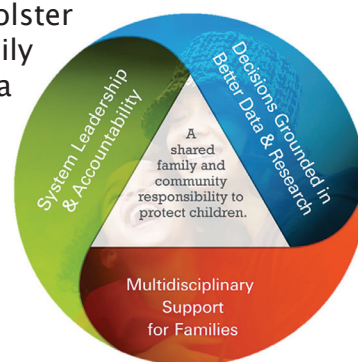 olster
ily
a
System Leadership
& Accountability
Decisions Grounded in
Better Data & Research
A
shared
family and
community
responsibility to
protect children.
Multidisciplinary
Support
for Families